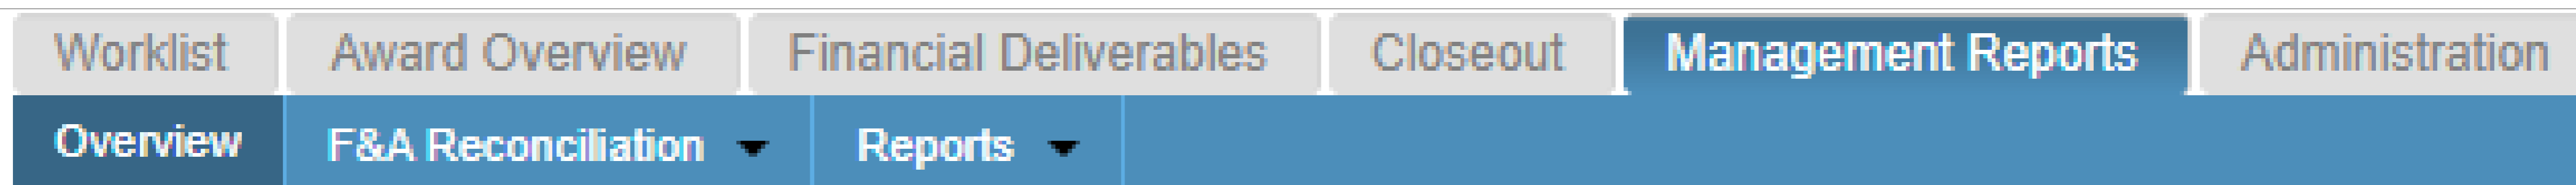 Worklist Award Overview Financial Deliverables Closeout Management Reports Administration
Overview F&A Reconciliation Reports